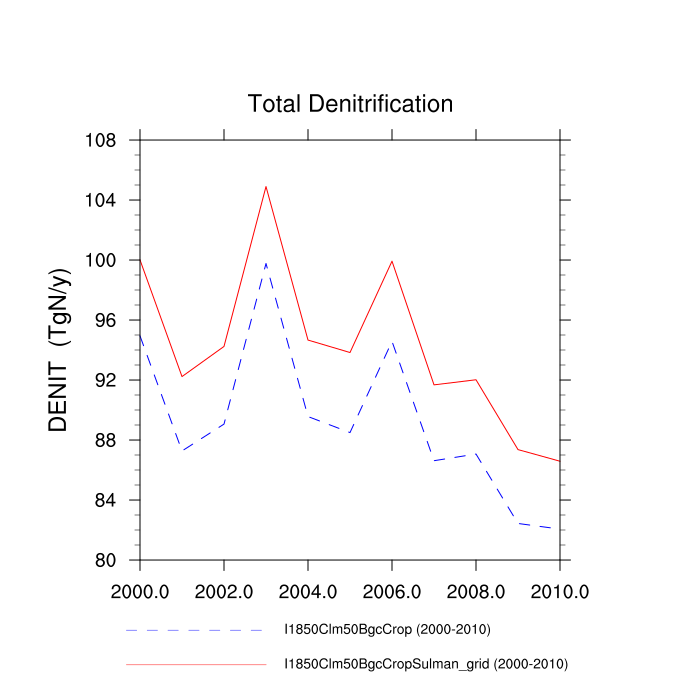 Total Denitrification
DENIT (TgN/y)
108
104
100
96
92
88
84
80
2000.0 2002.0 2004.0 2006.0 2008.0 2010.0
I1850Clm50BgcCrop (2000-2010)
I1850Clm50BgcCropSulman_grid (2000-2010)